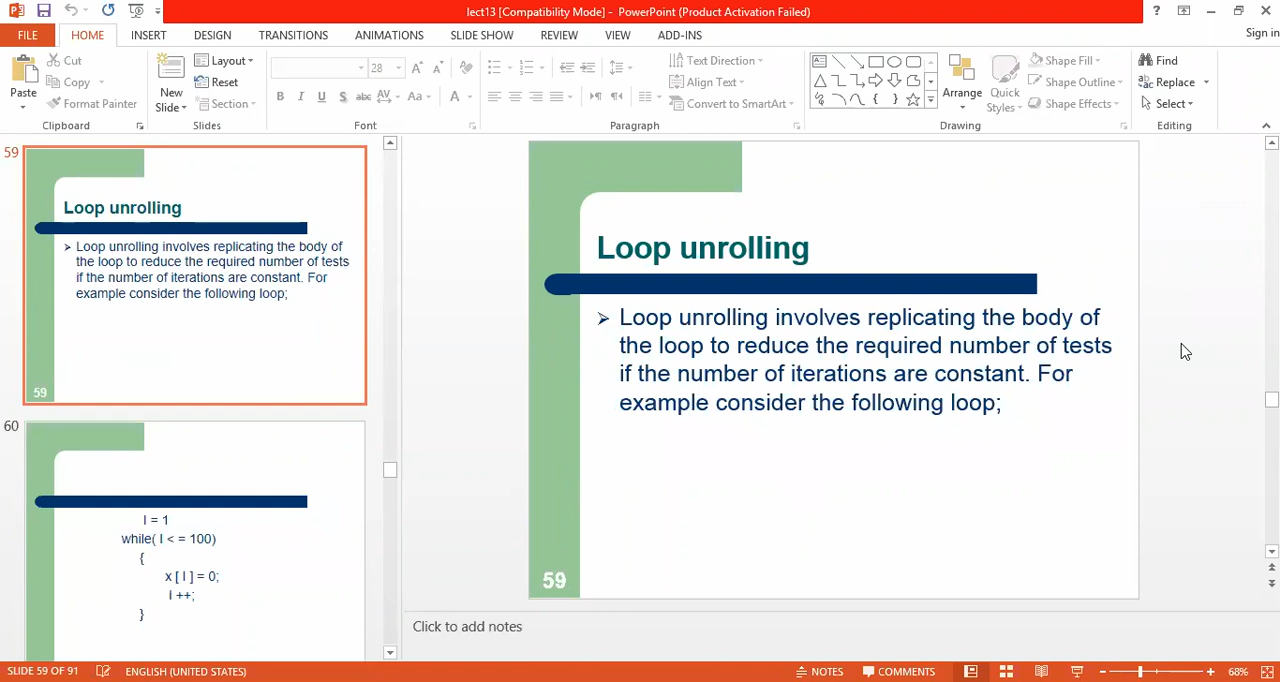 lect13 [Compatibility Mode] - PowerPoint (Product Activation Failed)
FILE HOME INSERT DESIGN TRANSITIONS ANIMATIONS SLIDE SHOW REVIEW VIEW ADD-INS Sign in
Paste
Cut
Copy
Format Painter
Clipboard
New
Slide
Layout
Reset
Section
Slides
28
B I U S abc AV Aa A
Font
Text Direction
Align Text
Convert to SmartArt
Paragraph
Arrange
Quick
Styles
Shape Fill
Shape Outline
Shape Effects
Drawing
Find
Replace
Select
Editing
59
Loop unrolling
Loop unrolling involves replicating the body of
the loop to reduce the required number of tests
if the number of iterations are constant. For
example consider the following loop;
59
60
I = 1
while( I < = 100)
{
x [ I ] = 0;
I ++;
}
Loop unrolling
Loop unrolling involves replicating the body of
the loop to reduce the required number of tests
if the number of iterations are constant. For
example consider the following loop;
59
Click to add notes
SLIDE 59 OF 91 ENGLISH (UNITED STATES) NOTES COMMENTS 68%